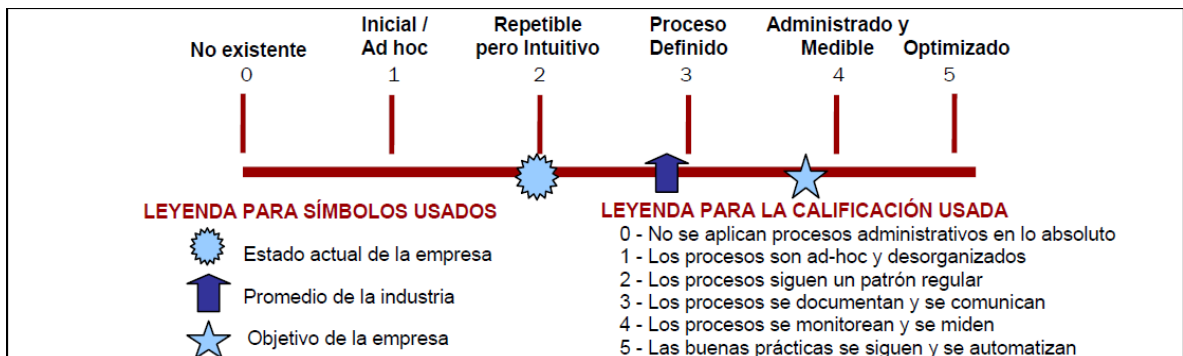 No existente
0
Inicial /
Ad hoc
1
Repetible
pero Intuitivo
2
Proceso
Definido
3
Administrado y
Medible
4
Optimizado
5
LEYENDA PARA SÍMBOLOS USADOS
Estado actual de la empresa
Promedio de la industria
Objetivo de la empresa
LEYENDA PARA LA CALIFICACIÓN USADA
0 - No se aplican procesos administrativos en lo absoluto
1 - Los procesos son ad-hoc y desorganizados
2 - Los procesos siguen un patrón regular
3 - Los procesos se documentan y se comunican
4 - Los procesos se monitorean y se miden
5 - Las buenas prácticas se siguen y se automatizan